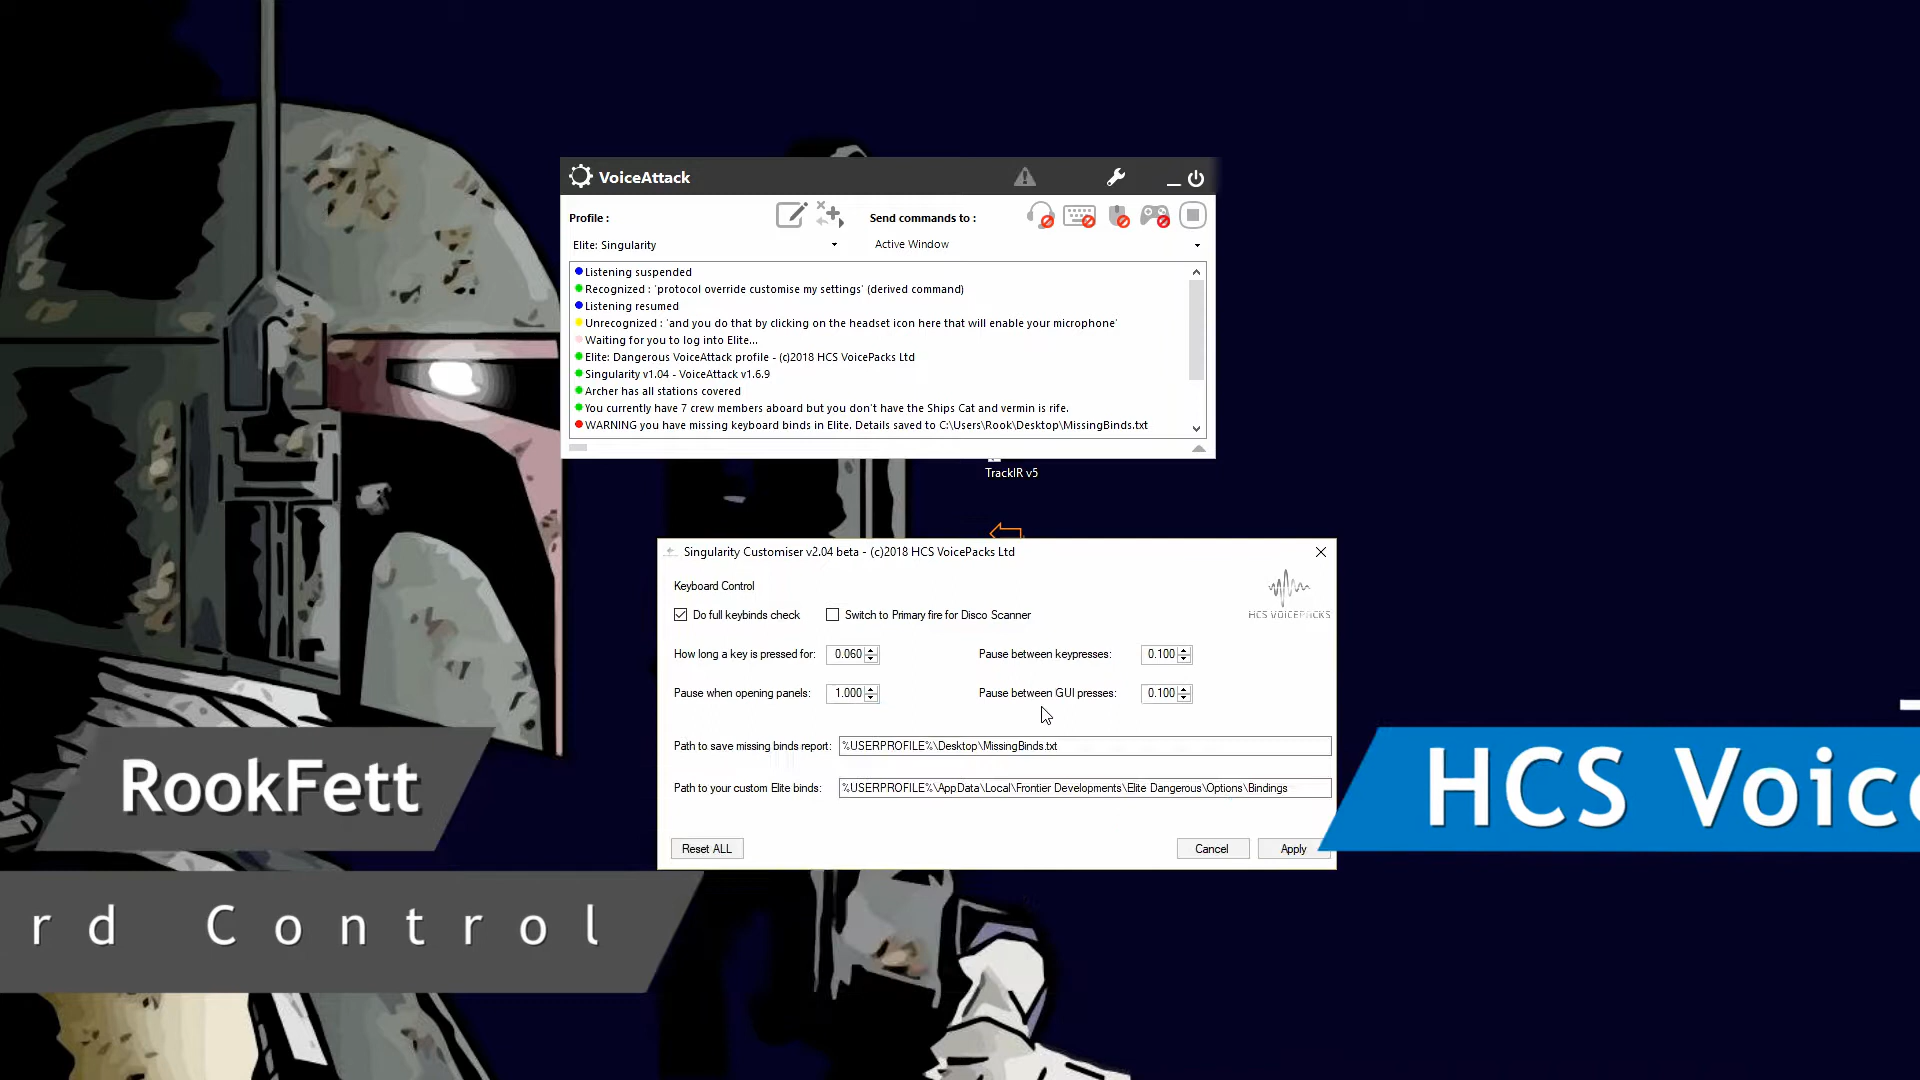 VoiceAttack
Profile :
Send commands to :
Elite: Singularity
Active Window
Listening suspended
Recognized : 'protocol override customise my settings' (derived command)
Listening resumed
Unrecognized : 'and you do that by clicking on the headset icon here that will enable your microphone'
Waiting for you to log into Elite...
Elite: Dangerous VoiceAttack profile - (c)2018 HCS VoicePacks Ltd
Singularity v1.04 - VoiceAttack v1.6.9
Archer has all stations covered
You currently have 7 crew members aboard but you don't have the Ships Cat and vermin is rife.
WARNING you have missing keyboard binds in Elite. Details saved to C:\Users\Rook\Desktop\MissingBinds.txt
TrackIR v5
Singularity Customiser v2.04 beta - (c)2018 HCS VoicePacks Ltd
Keyboard Control
HCS VOICEPACKS
Do full keybinds check
Switch to Primary fire for Disco Scanner
How long a key is pressed for: 0.060
Pause between keypresses: 0.100
Pause when opening panels: 1.000
Pause between GUI presses: 0.100
Path to save missing binds report: %USERPROFILE%\Desktop\MissingBinds.txt
Path to your custom Elite binds: %USERPROFILE%\AppData\Local\Frontier Developments\Elite Dangerous\Options\Bindings
Reset ALL
Cancel
Apply
RookFett
HCS Voic
rd Control